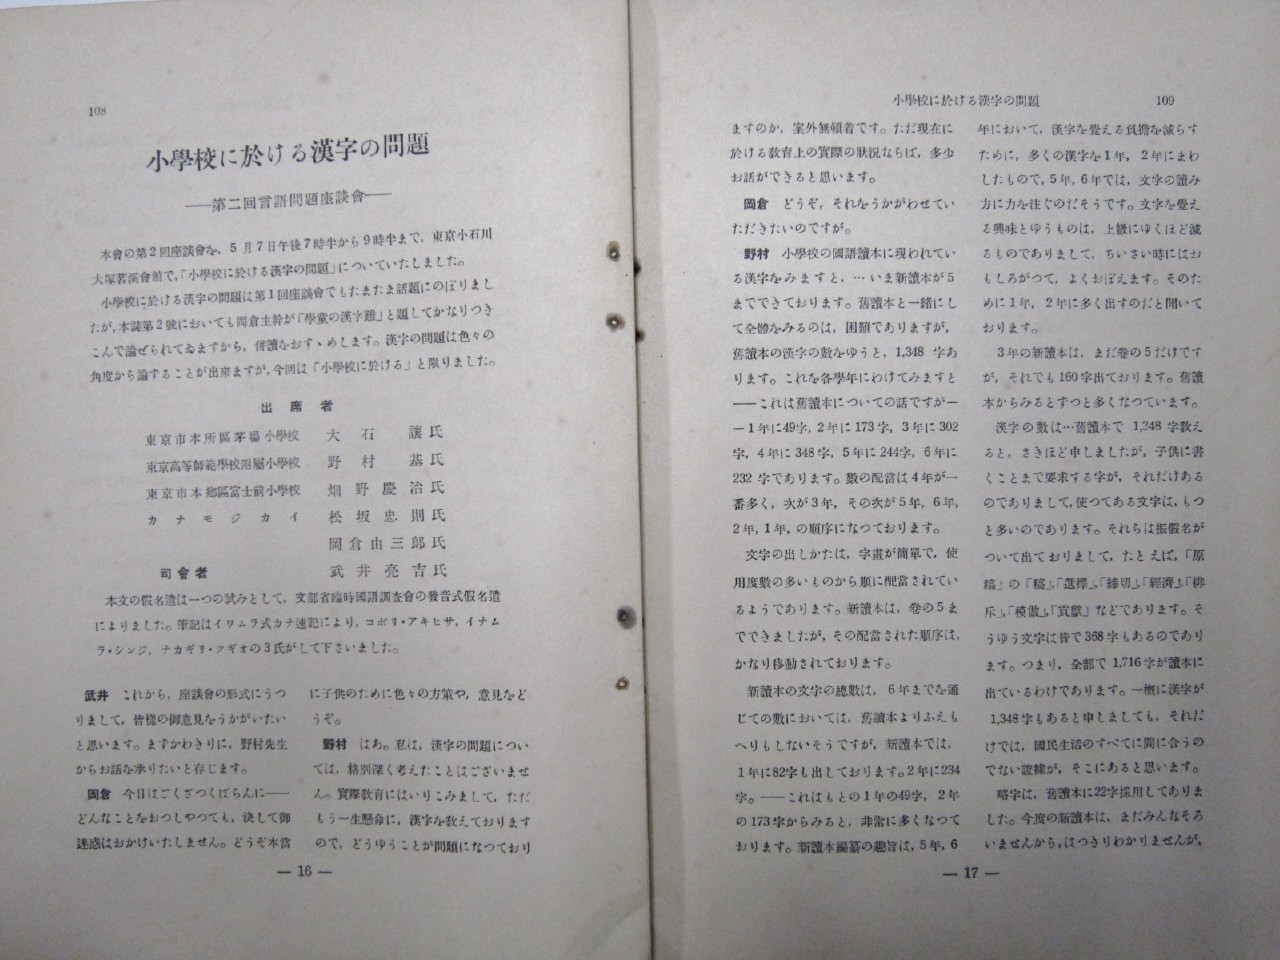 108
小學校に於ける漢字の問題
——第二回言語問題座談會——
本會の第2回座談會を、5月7日午後7時半から9時半まで，東京小石川
大塚茗溪會館で，「小學校に於ける漢字の問題」についていたしました。
小學校に於ける漢字の問題は第1回座談會でもたまたま話題にのぼりまし
たが，本誌第2號においても岡倉主幹が「學童の漢字難」と題してかなりつき
こんで論ぜられてゐますから，併讀をおすゝめします。漢字の問題は色々の
角度から論することが出來ますが，今回は「小學校に於ける」と限りました。
出席者
東京市本所區茅場小學校 大石讓氏
東京高等師範學校附屬小學校 野村基氏
東京市本鄕區富士前小學校 畑野慶治氏
カナモジカイ 松坂忠則氏
岡倉由三郎氏
司會者 武井亮吉氏
本文の假名遣は一つの試みとして，文部省臨時國語調査會の發音式假名遣
によりました。筆記はイワムラ式カナ速記により，コボリ・アキヒサ，イナム
ラ・シンジ，ナカギリ・ツギオの3氏がして下さいました。
武井 これから，座談會の形式にうつ
りまして，皆樣の御意見をうかがいたい
と思います。まずかわきりに，野村先生
からお話を承りたいと存じます。
岡倉 今日はごくざつくばらんに——
どんなことをおつしやつても，決して御
迷惑はおかけいたしません。どうぞ本當
に子供のために色々の方策や，意見をど
うぞ。
野村 はあ。私は，漢字の問題につい
ては，格別深く考えたことはございませ
ん。實際敎育にはいりこみまして，ただ
もう一生懸命に，漢字を敎えております
ので，どうゆうことが問題になつており
— 16 —
小學校に於ける漢字の問題 109
ますのか，案外無頓着です。ただ現在に
於ける敎育上の實際の狀況ならば，多少
お話ができると思います。
岡倉 どうぞ，それをうかがわせてい
ただきたいのですが。
野村 小學校の國語讀本に現われてい
る漢字をみますと，…いま新讀本が5
までできております。舊讀本と一緒にし
て全體をみるのは，困難でありますが，
舊讀本の漢字の數をゆうと，1,348 字あ
ります。これを各學年にわけてみますと
——これは舊讀本についての話ですが—
—1年に49字，2年に173字，3年に302
字，4年に348字，5年に244字，6年に
232字であります。數の配當は4年が一
番多く，次が3年，その次が5年，6年，
2年，1年，の順序になつております。
文字の出しかたは，字畫が簡單で，使
用度數の多いものから順に配當されてい
るようであります。新讀本は，卷の5ま
でできましたが，その配當された順序は，
かなり移動されております。
新讀本の文字の總數は，6年までを通
じての數においては，舊讀本よりふえも
へりもしないそうですが，新讀本では，
1年に82字も出しております。2年に234
字。——これはもとの1年の49字，2年
の173字からみると，非常に多くなつて
おります。新讀本編纂の趣旨は，5年，6
年において，漢字を覺える負擔を減らす
ために，多くの漢字を1年，2年にまわ
したもので，5年，6年では，文字の讀み
方に力を注ぐのだそうです。文字を覺え
る興味とゆうものは，上級にゆくほど減
るものでありまして，ちいさい時にはお
もしろがつて，よくおぼえます。そのた
めに1年，2年に多く出すのだと聞いて
おります。
3年の新讀本は，まだ卷の5だけです
が，それでも160字出ております。舊讀
本からみるとずつと多くなつています。
漢字の數は…舊讀本で 1,348 字敎え
ると，さきほど申しましたが，子供に書
くことまで要求する字が，それだけある
のでありまして，使つてある文字は，もつ
と多いのであります。それらは振假名が
ついて出ておりまして，たとえば，「原
稿」の「稿」，「選擇」，「締切」，「經濟」，「排
斥」，「模倣」，「貢獻」などであります。そ
うゆう文字は皆で368字もあるのであり
ます。つまり，全部で1,716字が讀本に
出ているわけであります。一槪に漢字が
1,348字もあると申しましても，それだ
けでは，國民生活のすべてに間に合うの
でない證據が，そこにあると思います。
略字は，舊讀本に22字採用してありま
した。今度の新讀本は，まだみんなそろ
いませんから，はつきりわかりませんが，
— 17 —